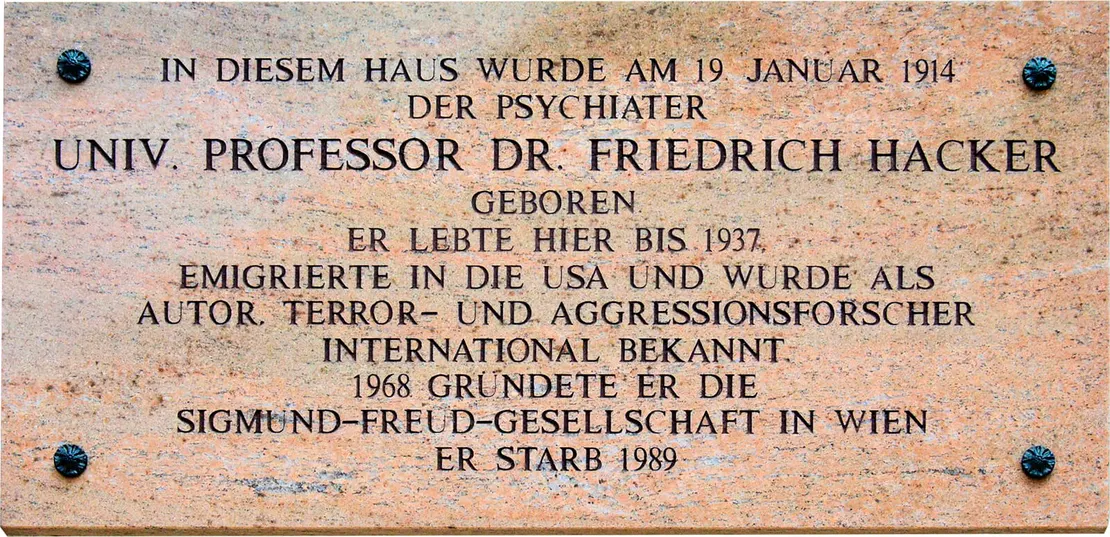 IN DIESEM HAUS WURDE AM 19. JANUAR 1914
DER PSYCHIATER
UNIV. PROFESSOR DR. FRIEDRICH HACKER
GEBOREN.
ER LEBTE HIER BIS 1937,
EMIGRIERTE IN DIE USA UND WURDE ALS
AUTOR, TERROR- UND AGGRESSIONSFORSCHER
INTERNATIONAL BEKANNT.
1968 GRÜNDETE ER DIE
SIGMUND-FREUD-GESELLSCHAFT IN WIEN
ER STARB 1989